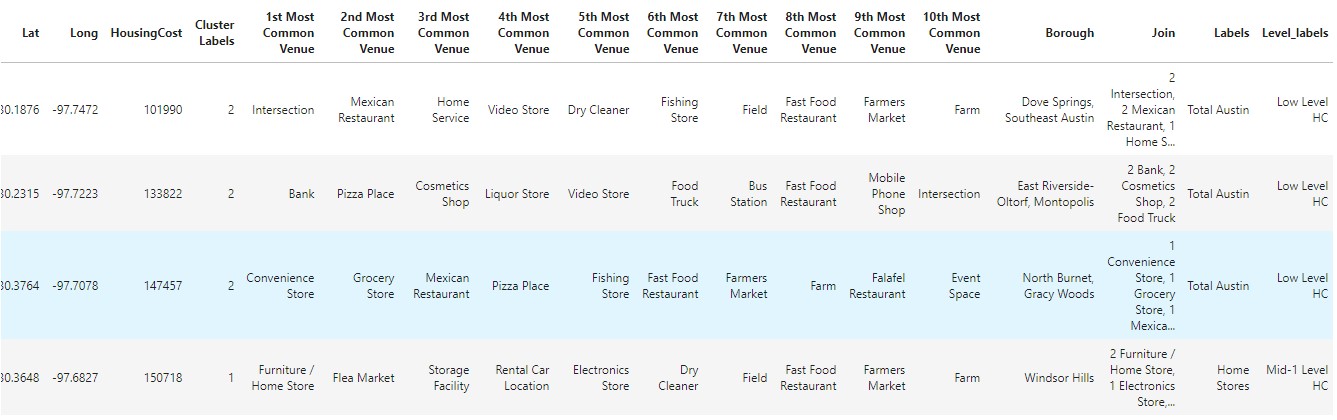 Lat
Long
HousingCost
Cluster
Labels
1st Most
Common
Venue
2nd Most
Common
Venue
3rd Most
Common
Venue
4th Most
Common
Venue
5th Most
Common
Venue
6th Most
Common
Venue
7th Most
Common
Venue
8th Most
Common
Venue
9th Most
Common
Venue
10th Most
Common
Venue
Borough
Join
Labels
Level_labels
30.1876
-97.7472
101990
2
Intersection
Mexican
Restaurant
Home
Service
Video Store
Dry Cleaner
Fishing
Store
Field
Fast Food
Restaurant
Farmers
Market
Farm
Dove Springs,
Southeast Austin
2
Intersection,
2 Mexican
Restaurant, 1
Home S...
Total Austin
Low Level
HC
30.2315
-97.7223
133822
2
Bank
Pizza Place
Cosmetics
Shop
Liquor Store
Video Store
Food
Truck
Bus
Station
Fast Food
Restaurant
Mobile
Phone
Shop
Intersection
East Riverside-
Oltorf, Montopolis
2 Bank, 2
Cosmetics
Shop, 2
Food Truck
Total Austin
Low Level
HC
30.3764
-97.7078
147457
2
Convenience
Store
Grocery
Store
Mexican
Restaurant
Pizza Place
Fishing
Store
Fast Food
Restaurant
Farmers
Market
Farm
Falafel
Restaurant
Event
Space
North Burnet,
Gracy Woods
1
Convenience
Store, 1
Grocery
Store, 1
Mexica...
Total Austin
Low Level
HC
30.3648
-97.6827
150718
1
Furniture /
Home Store
Flea Market
Storage
Facility
Rental Car
Location
Electronics
Store
Dry
Cleaner
Field
Fast Food
Restaurant
Farmers
Market
Farm
Windsor Hills
2 Furniture /
Home Store,
1 Electronics
Store,...
Home
Stores
Mid-1 Level
HC